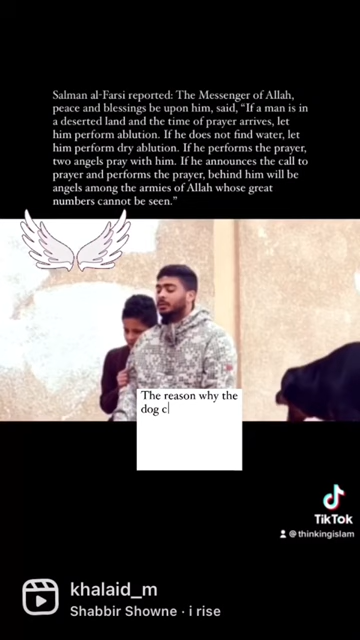 Salman al-Farsi reported: The Messenger of Allah,
peace and blessings be upon him, said, “If a man is in
a deserted land and the time of prayer arrives, let
him perform ablution. If he does not find water, let
him perform dry ablution. If he performs the prayer,
two angels pray with him. If he announces the call to
prayer and performs the prayer, behind him will be
angels among the armies of Allah whose great
numbers cannot be seen.”
The reason why the
dog c
TikTok
@thinkingislam
khalaid_m
Shabbir Showne · i rise